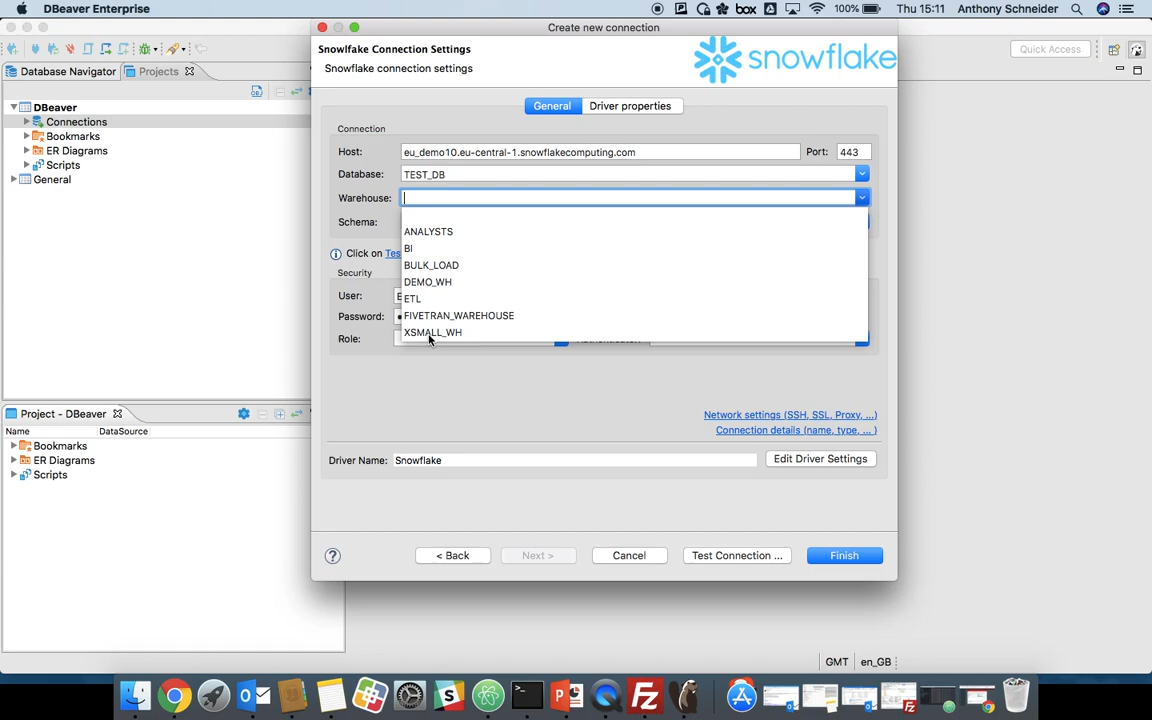 DBeaver Enterprise
box
100%
Thu 15:11
Anthony Schneider
Create new connection
Snowlfake Connection Settings
Snowflake connection settings
snowflake
Quick Access
Database Navigator
Projects
DBeaver
Connections
Bookmarks
ER Diagrams
Scripts
General
General
Driver properties
Connection
Host:
eu_demo10.eu-central-1.snowflakecomputing.com
Port:
443
Database:
TEST_DB
Warehouse:
Schema:
ANALYSTS
BI
BULK_LOAD
DEMO_WH
ETL
FIVETRAN_WAREHOUSE
XSMALL_WH
Click on Tes
Security
User:
Password:
Role:
Network settings (SSH, SSL, Proxy, ...)
Connection details (name, type, ... )
Driver Name:
Snowflake
Edit Driver Settings
< Back
Next >
Cancel
Test Connection ...
Finish
Project - DBeaver
Name
DataSource
Bookmarks
ER Diagrams
Scripts
GMT
en_GB